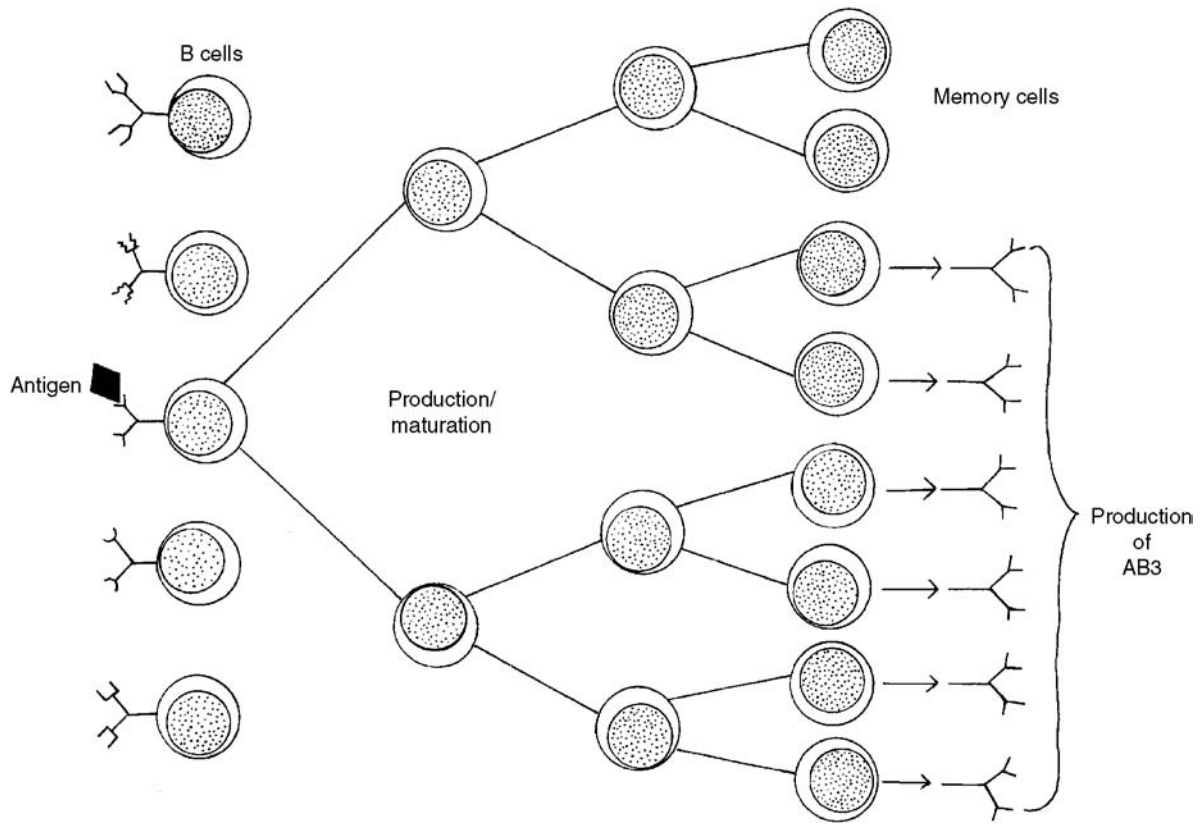 B cells
Memory cells
Antigen
Production/
maturation
Production
of
AB3